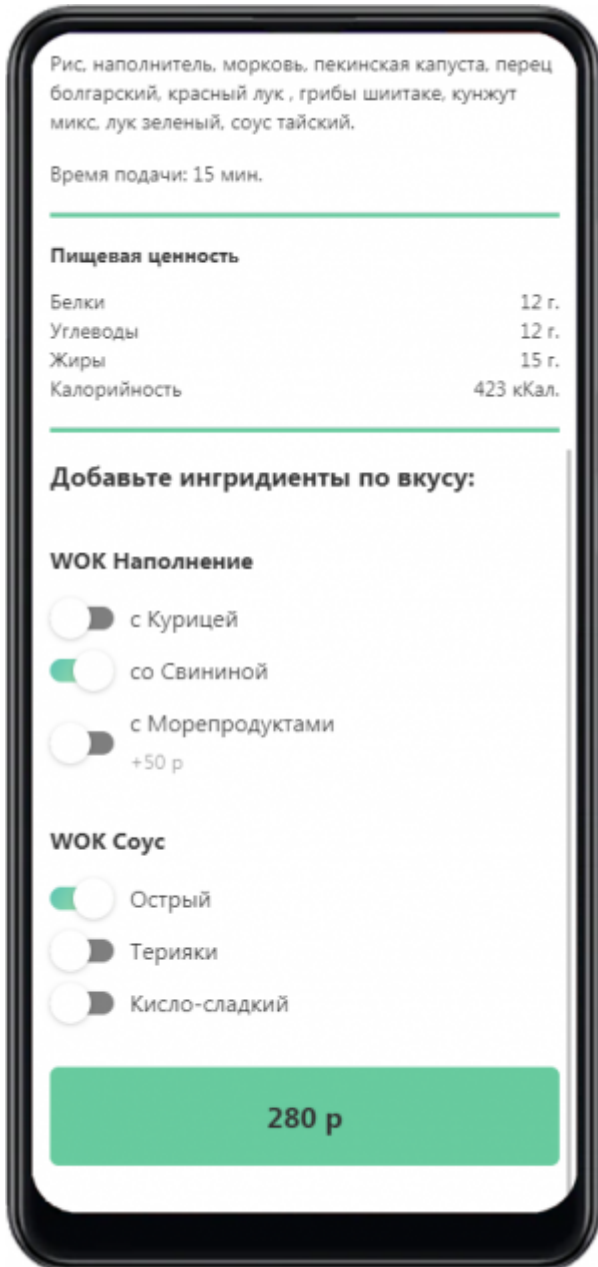 Рис, наполнитель, морковь, пекинская капуста, перец
болгарский, красный лук , грибы шиитаке, кунжут
микс, лук зеленый, соус тайский.
Время подачи: 15 мин.
Пищевая ценность
Белки 12 г.
Углеводы 12 г.
Жиры 15 г.
Калорийность 423 кКал.
Добавьте ингридиенты по вкусу:
WOK Наполнение
с Курицей
со Свининой
с Морепродуктами
+50 р
WOK Соус
Острый
Терияки
Кисло-сладкий
280 р